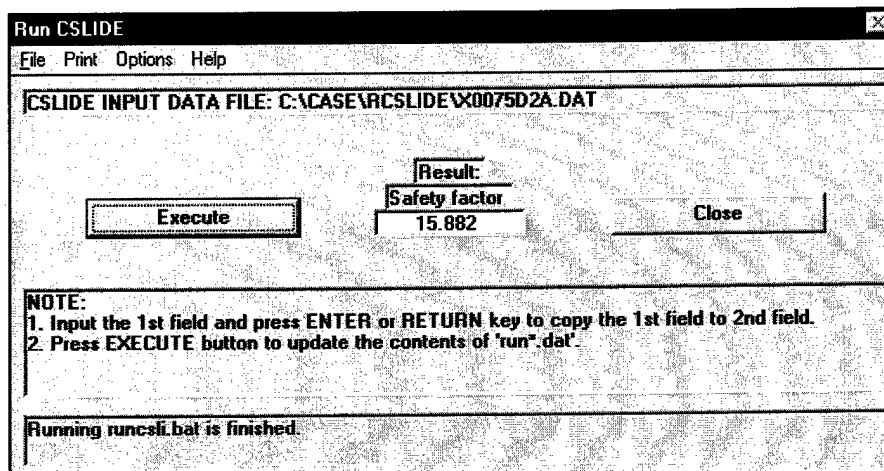 Run CSLIDE
File Print Options Help
CSLIDE INPUT DATA FILE: C:\CASE\RCSLIDE\X0075D2A.DAT
Result:
Safety factor
Execute
15.882
Close
NOTE:
1. Input the 1st field and press ENTER or RETURN key to copy the 1st field to 2nd field.
2. Press EXECUTE button to update the contents of "run*.dat'.
Running runcsli.bat is finished.